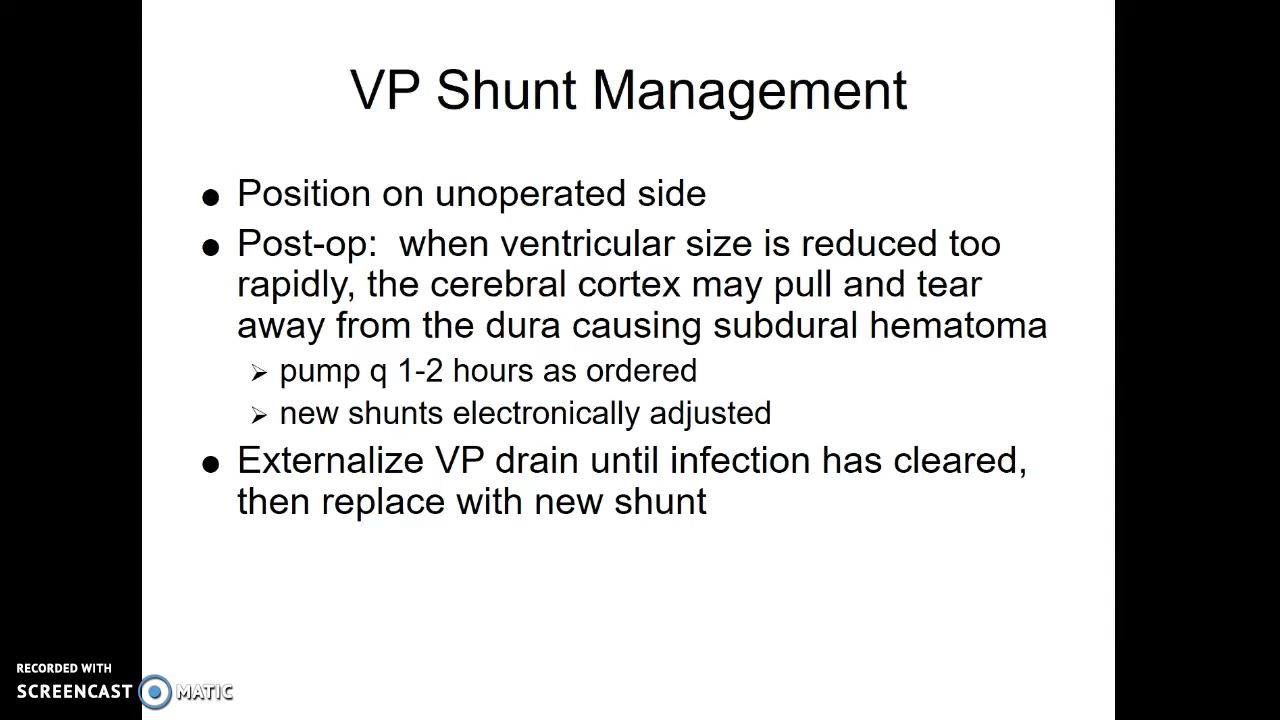 VP Shunt Management
● Position on unoperated side
● Post-op:  when ventricular size is reduced too
rapidly, the cerebral cortex may pull and tear
away from the dura causing subdural hematoma
➢ pump q 1-2 hours as ordered
➢ new shunts electronically adjusted
● Externalize VP drain until infection has cleared,
then replace with new shunt
RECORDED WITH
SCREENCAST MATIC